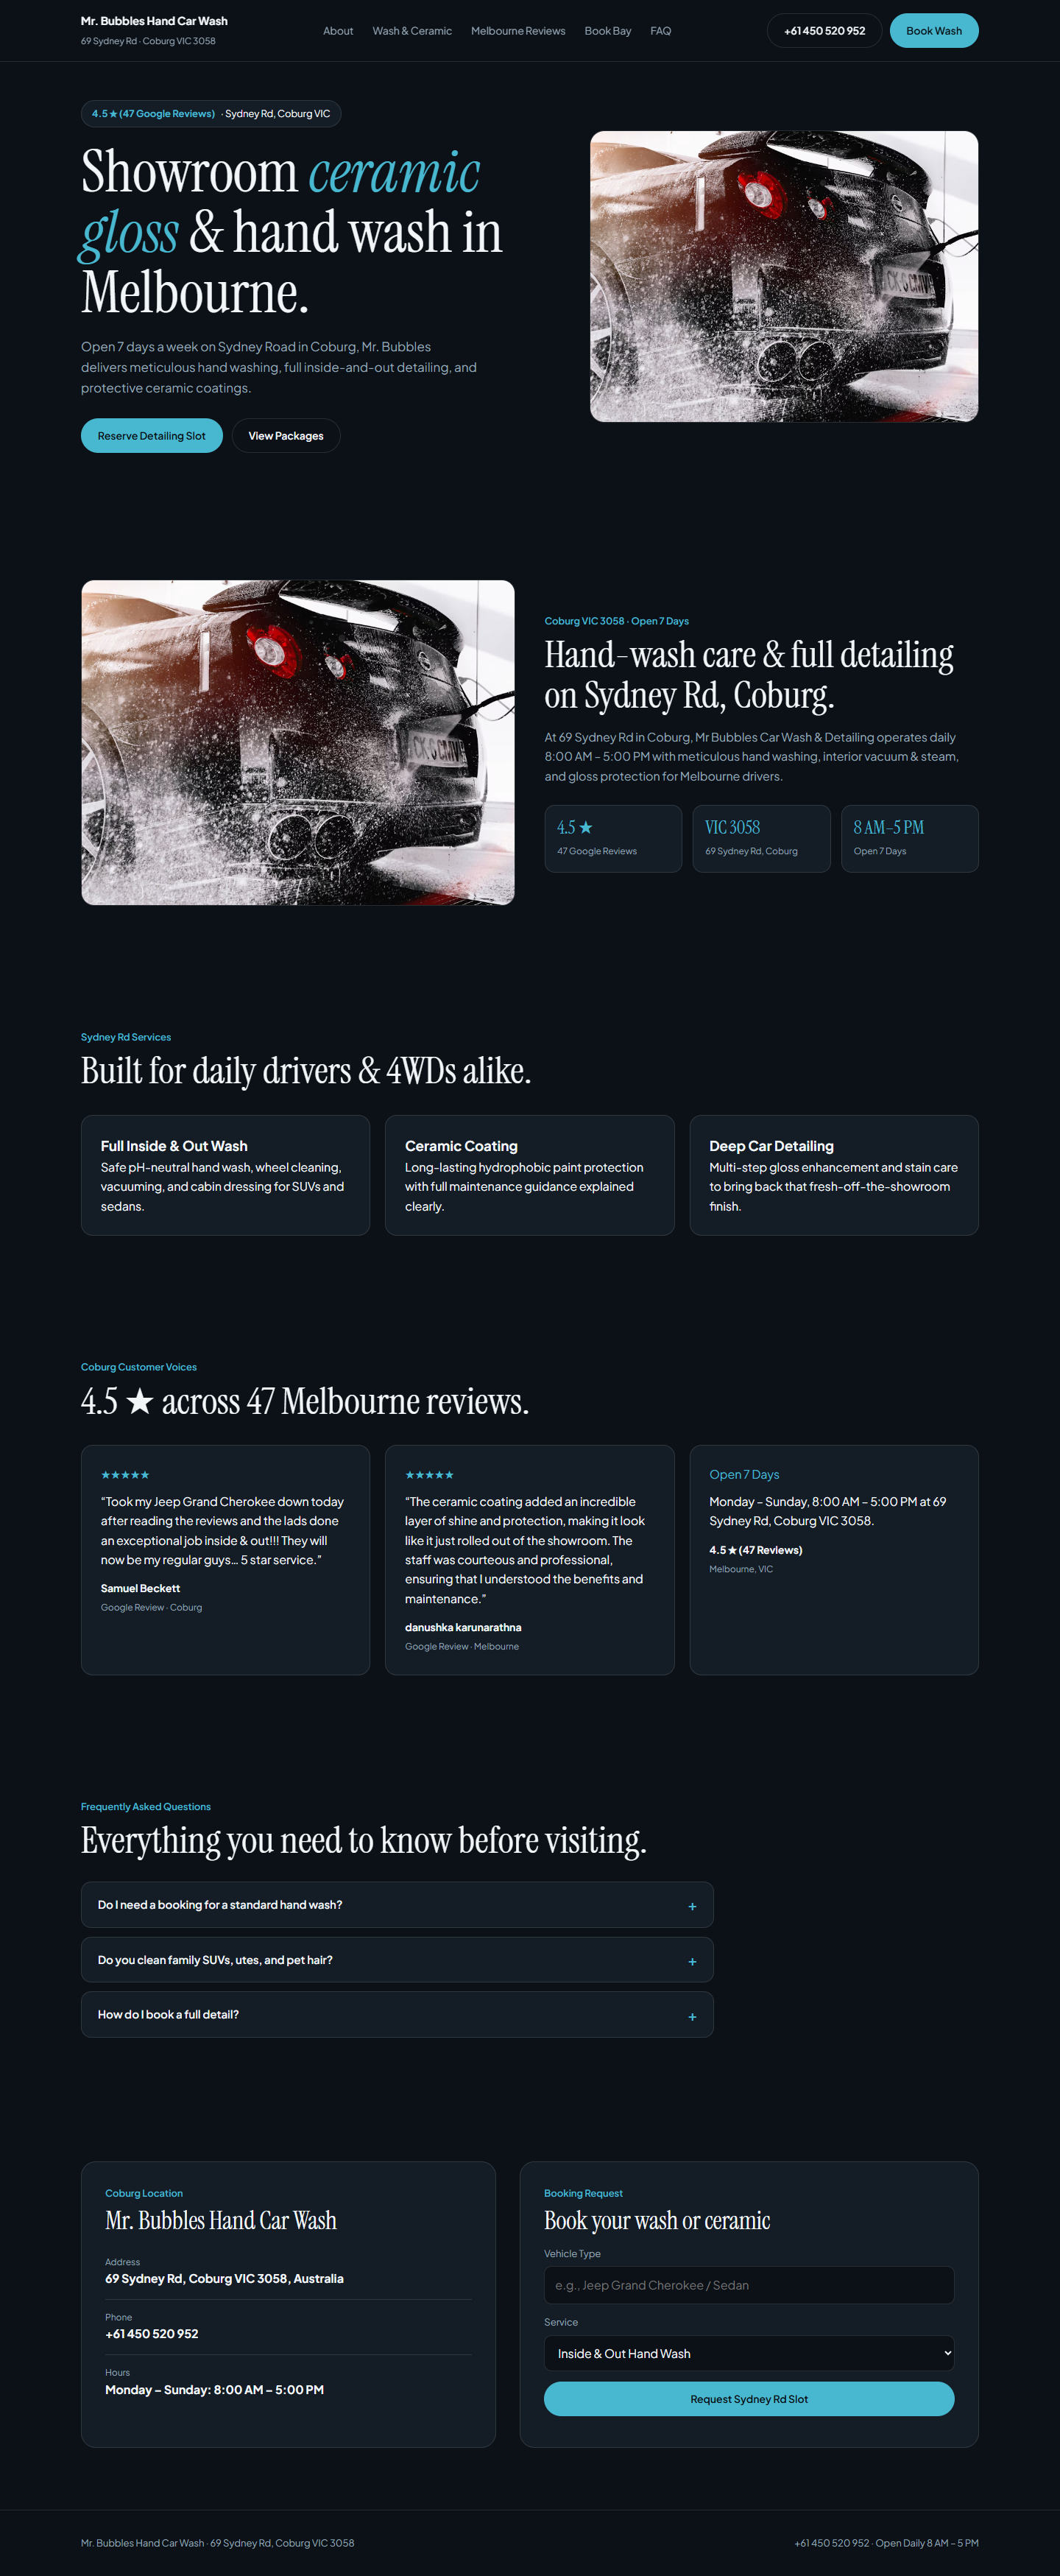 Mr. Bubbles Hand Car Wash
69 Sydney Rd · Coburg VIC 3058
About
Wash & Ceramic
Melbourne Reviews
Book Bay
FAQ
+61 450 520 952
Book Wash
4.5 ★ (47 Google Reviews) · Sydney Rd, Coburg VIC
Showroom ceramic
gloss & hand wash in
Melbourne.
Open 7 days a week on Sydney Road in Coburg, Mr. Bubbles
delivers meticulous hand washing, full inside-and-out detailing, and
protective ceramic coatings.
Reserve Detailing Slot
View Packages
Coburg VIC 3058 · Open 7 Days
Hand-wash care & full detailing
on Sydney Rd, Coburg.
At 69 Sydney Rd in Coburg, Mr Bubbles Car Wash & Detailing operates daily
8:00 AM – 5:00 PM with meticulous hand washing, interior vacuum & steam,
and gloss protection for Melbourne drivers.
4.5 ★
47 Google Reviews
VIC 3058
69 Sydney Rd, Coburg
8 AM–5 PM
Open 7 Days
Sydney Rd Services
Built for daily drivers & 4WDs alike.
Full Inside & Out Wash
Safe pH-neutral hand wash, wheel cleaning,
vacuuming, and cabin dressing for SUVs and
sedans.
Ceramic Coating
Long-lasting hydrophobic paint protection
with full maintenance guidance explained
clearly.
Deep Car Detailing
Multi-step gloss enhancement and stain care
to bring back that fresh-off-the-showroom
finish.
Coburg Customer Voices
4.5 ★ across 47 Melbourne reviews.
★★★★★
“Took my Jeep Grand Cherokee down today
after reading the reviews and the lads done
an exceptional job inside & out!!! They will
now be my regular guys... 5 star service.”
Samuel Beckett
Google Review · Coburg
★★★★★
“The ceramic coating added an incredible
layer of shine and protection, making it look
like it just rolled out of the showroom. The
staff was courteous and professional,
ensuring that I understood the benefits and
maintenance.”
danushka karunarathna
Google Review · Melbourne
Open 7 Days
Monday – Sunday, 8:00 AM – 5:00 PM at 69
Sydney Rd, Coburg VIC 3058.
4.5 ★ (47 Reviews)
Melbourne, VIC
Frequently Asked Questions
Everything you need to know before visiting.
Do I need a booking for a standard hand wash?
+
Do you clean family SUVs, utes, and pet hair?
+
How do I book a full detail?
+
Coburg Location
Mr. Bubbles Hand Car Wash
Address
69 Sydney Rd, Coburg VIC 3058, Australia
Phone
+61 450 520 952
Hours
Monday – Sunday: 8:00 AM – 5:00 PM
Booking Request
Book your wash or ceramic
Vehicle Type
e.g., Jeep Grand Cherokee / Sedan
Service
Inside & Out Hand Wash
Request Sydney Rd Slot
Mr. Bubbles Hand Car Wash · 69 Sydney Rd, Coburg VIC 3058
+61 450 520 952 · Open Daily 8 AM – 5 PM